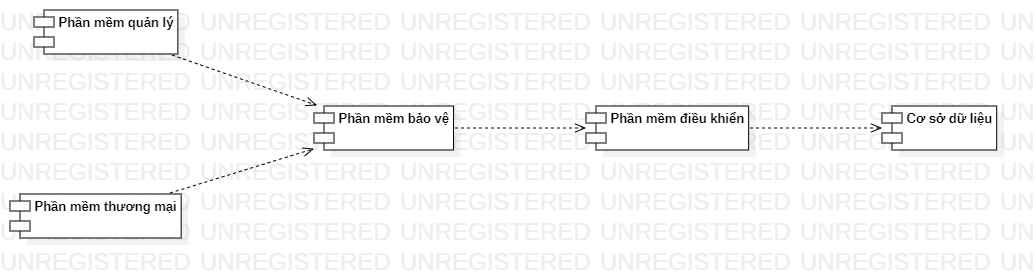 Phần mềm quản lý
Phần mềm bảo vệ
Phần mềm điều khiển
Cơ sở dữ liệu
Phần mềm thương mại
UNREGISTERED UNREGISTERED UNREGISTERED UNREGISTERED UNREGISTERED